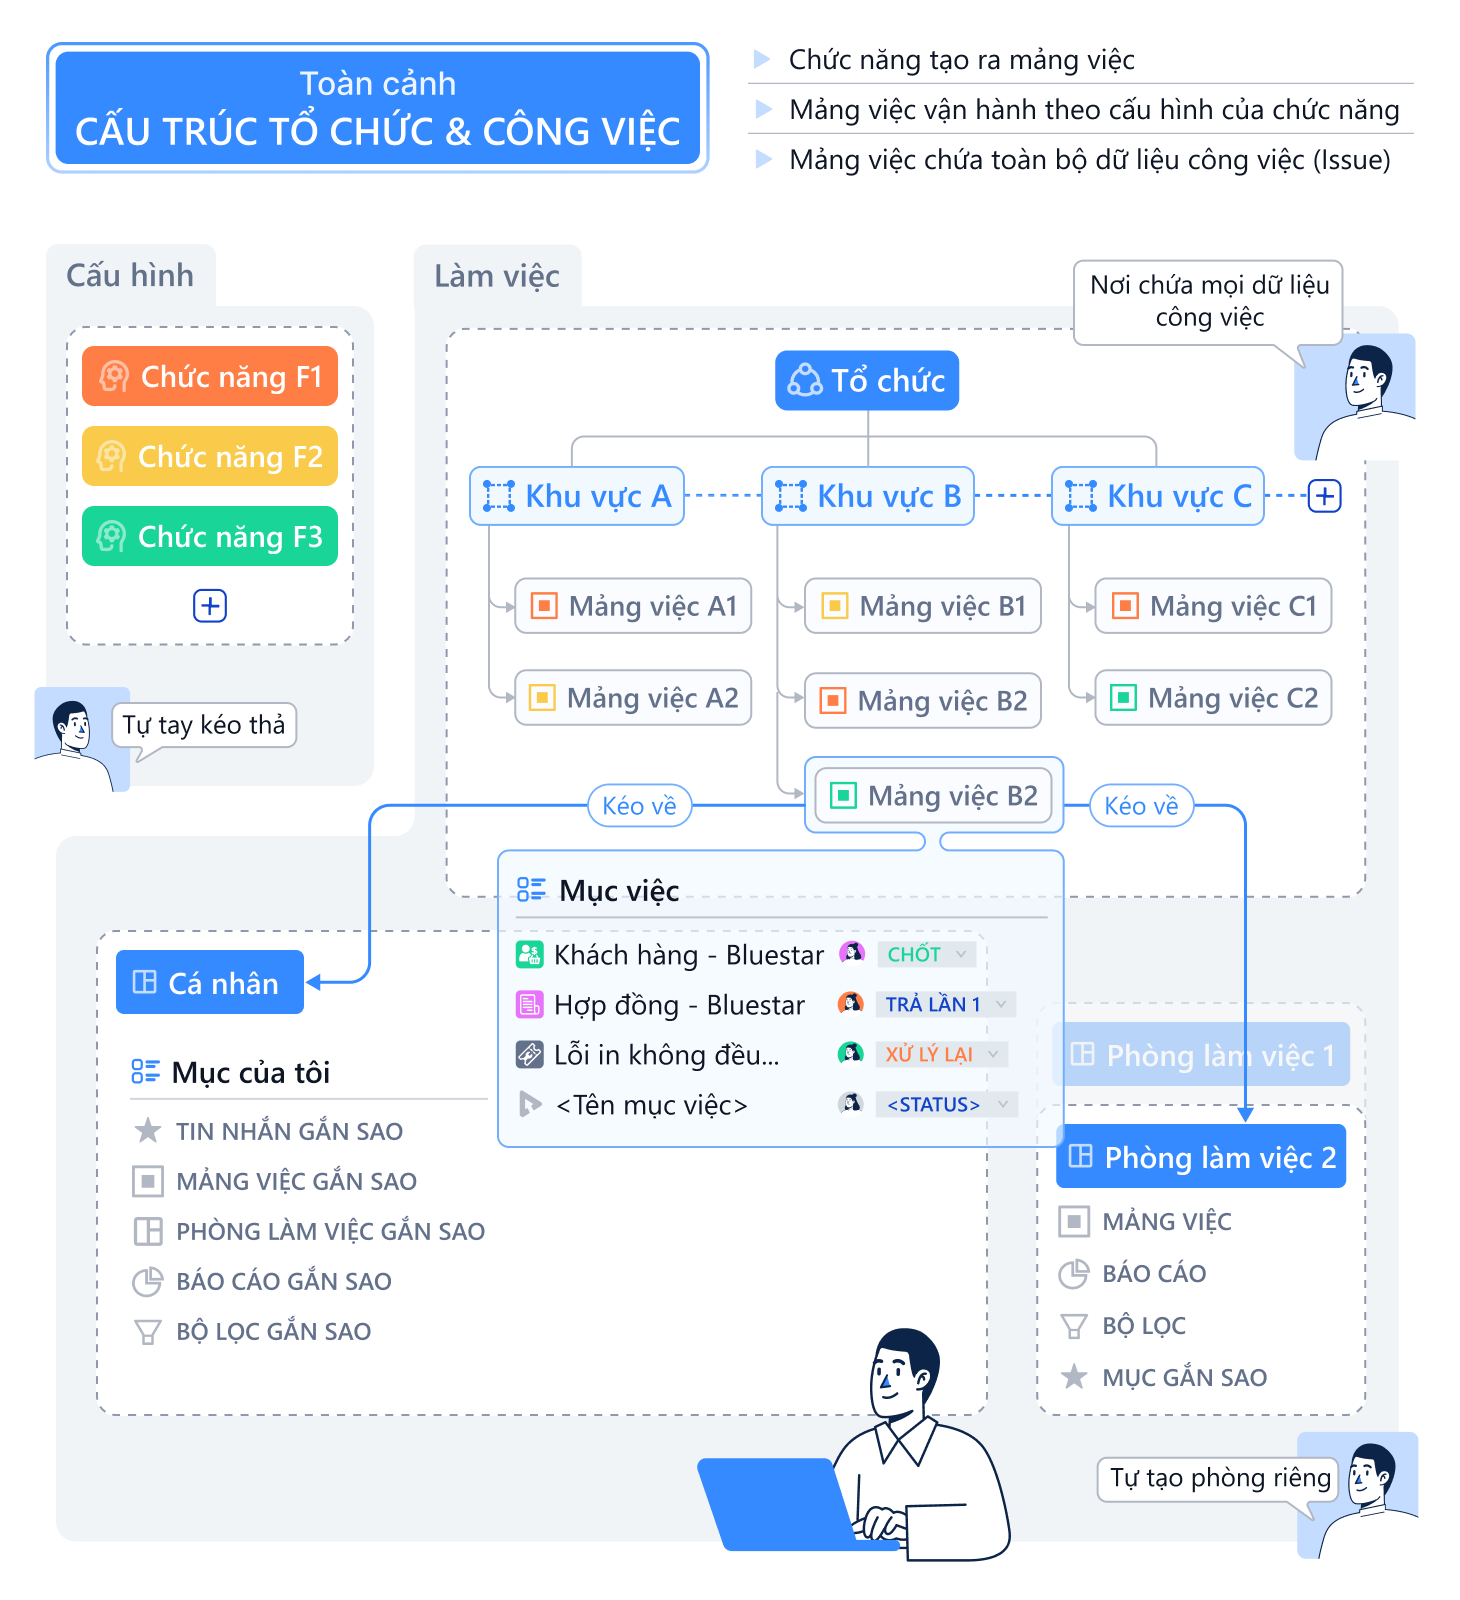 Toàn cảnh
CẤU TRÚC TỔ CHỨC & CÔNG VIỆC
Chức năng tạo ra mảng việc
Mảng việc vận hành theo cấu hình của chức năng
Mảng việc chứa toàn bộ dữ liệu công việc (Issue)
Cấu hình
Chức năng F1
Chức năng F2
Chức năng F3
Tự tay kéo thả
Làm việc
Nơi chứa mọi dữ liệu
công việc
Tổ chức
Khu vực A
Khu vực B
Khu vực C
Mảng việc A1
Mảng việc B1
Mảng việc C1
Mảng việc A2
Mảng việc B2
Mảng việc C2
Kéo về
Mảng việc B2
Kéo về
Mục việc
Khách hàng - Bluestar CHỐT
Hợp đồng - Bluestar TRẢ LẦN 1
Lỗi in không đều... XỬ LÝ LẠI
<Tên mục việc> <STATUS>
Cá nhân
Mục của tôi
TIN NHẮN GẮN SAO
MẢNG VIỆC GẮN SAO
PHÒNG LÀM VIỆC GẮN SAO
BÁO CÁO GẮN SAO
BỘ LỌC GẮN SAO
Phòng làm việc 1
Phòng làm việc 2
MẢNG VIỆC
BÁO CÁO
BỘ LỌC
MỤC GẮN SAO
Tự tạo phòng riêng